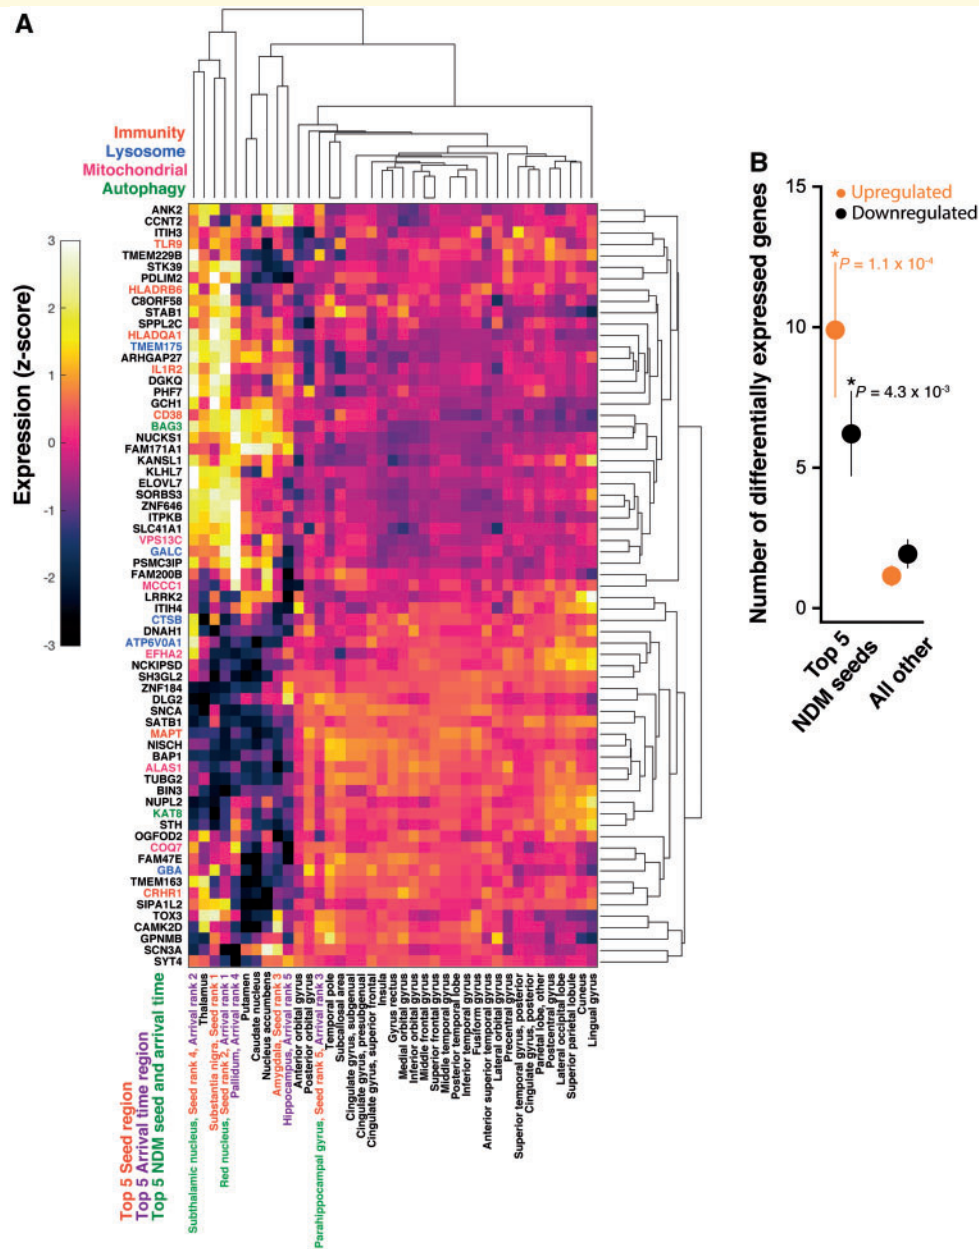 A
Immunity
Lysosome
Mitochondrial
Autophagy
Expression (z-score)
3
2
1
0
-1
-2
-3
ANK2
CCNT2
ITIH3
TLR9
TMEM229B
STK39
PDLIM2
HLADRB6
C8ORF58
STAB1
SPPL2C
HLADQA1
TMEM175
ARHGAP27
IL1R2
DGKQ
PHF7
GCH1
CD38
BAG3
NUCKS1
FAM171A1
KANSL1
KLHL7
ELOVL7
SORBS3
ZNF646
ITPKB
SLC41A1
VPS13C
GALC
PSMC3IP
FAM200B
MCCC1
LRRK2
ITIH4
CTSB
DNAH1
ATP6V0A1
EFHA2
NCKIPSD
SH3GL2
ZNF184
DLG2
SNCA
SATB1
MAPT
NISCH
BAP1
ALAS1
TUBG2
BIN3
NUPL2
KAT8
STH
OGFOD2
COQ7
FAM47E
GBA
TMEM163
CRHR1
SIPA1L2
TOX3
CAMK2D
GPNMB
SCN3A
SYT4
Top 5 Seed region
Top 5 Arrival time region
Top 5 NDM seed and arrival time
Subthalamic nucleus, Seed rank 4, Arrival rank 2
Thalamus
Substantia nigra, Seed rank 1
Red nucleus, Seed rank 2, Arrival rank 1
Pallidum, Arrival rank 4
Putamen
Caudate nucleus
Nucleus accumbens
Amygdala, Seed rank 3
Hippocampus, Arrival rank 5
Anterior orbital gyrus
Posterior orbital gyrus
Parahippocampal gyrus, Seed rank 5, Arrival rank 3
Temporal pole
Subcallosal area
Cingulate gyrus, subgenual
Cingulate gyrus, presubgenual
Cingulate gyrus, superior frontal
Insula
Gyrus rectus
Medial orbital gyrus
Inferior orbital gyrus
Middle frontal gyrus
Superior frontal gyrus
Middle temporal gyrus
Posterior temporal lobe
Inferior temporal gyrus
Fusiform gyrus
Anterior superior temporal gyrus
Lateral orbital gyrus
Precentral gyrus
Superior temporal gyrus, posterior
Cingulate gyrus, posterior
Parietal lobe, other
Postcentral gyrus
Lateral occipital lobe
Superior parietal lobule
Cuneus
Lingual gyrus
B
Number of differentially expressed genes
15
10
5
0
Upregulated
Downregulated
* P = 1.1 x 10-4
* P = 4.3 x 10-3
Top 5
NDM seeds
All other